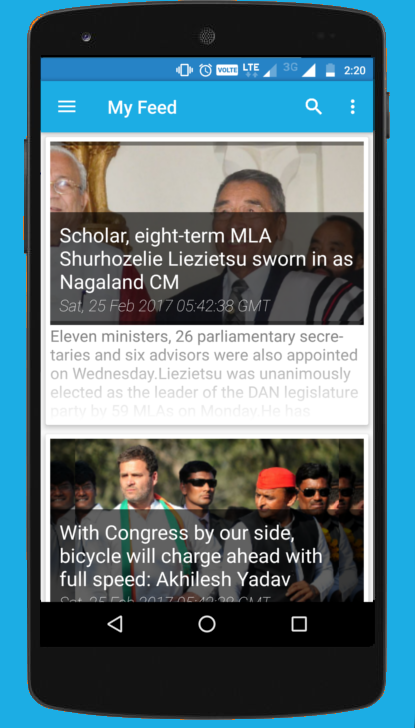 VOLTE LTE 3G 2:20
My Feed
Scholar, eight-term MLA
Shurhozelie Liezietsu sworn in as
Nagaland CM
Sat, 25 Feb 2017 05:42:38 GMT
Eleven ministers, 26 parliamentary secre-
taries and six advisors were also appointed
on Wednesday.Liezietsu was unanimously
elected as the leader of the DAN legislature
party by 59 MLAs on Monday.He has
With Congress by our side,
bicycle will charge ahead with
full speed: Akhilesh Yadav
Sat, 25 Feb 2017 05:42:38 GMT